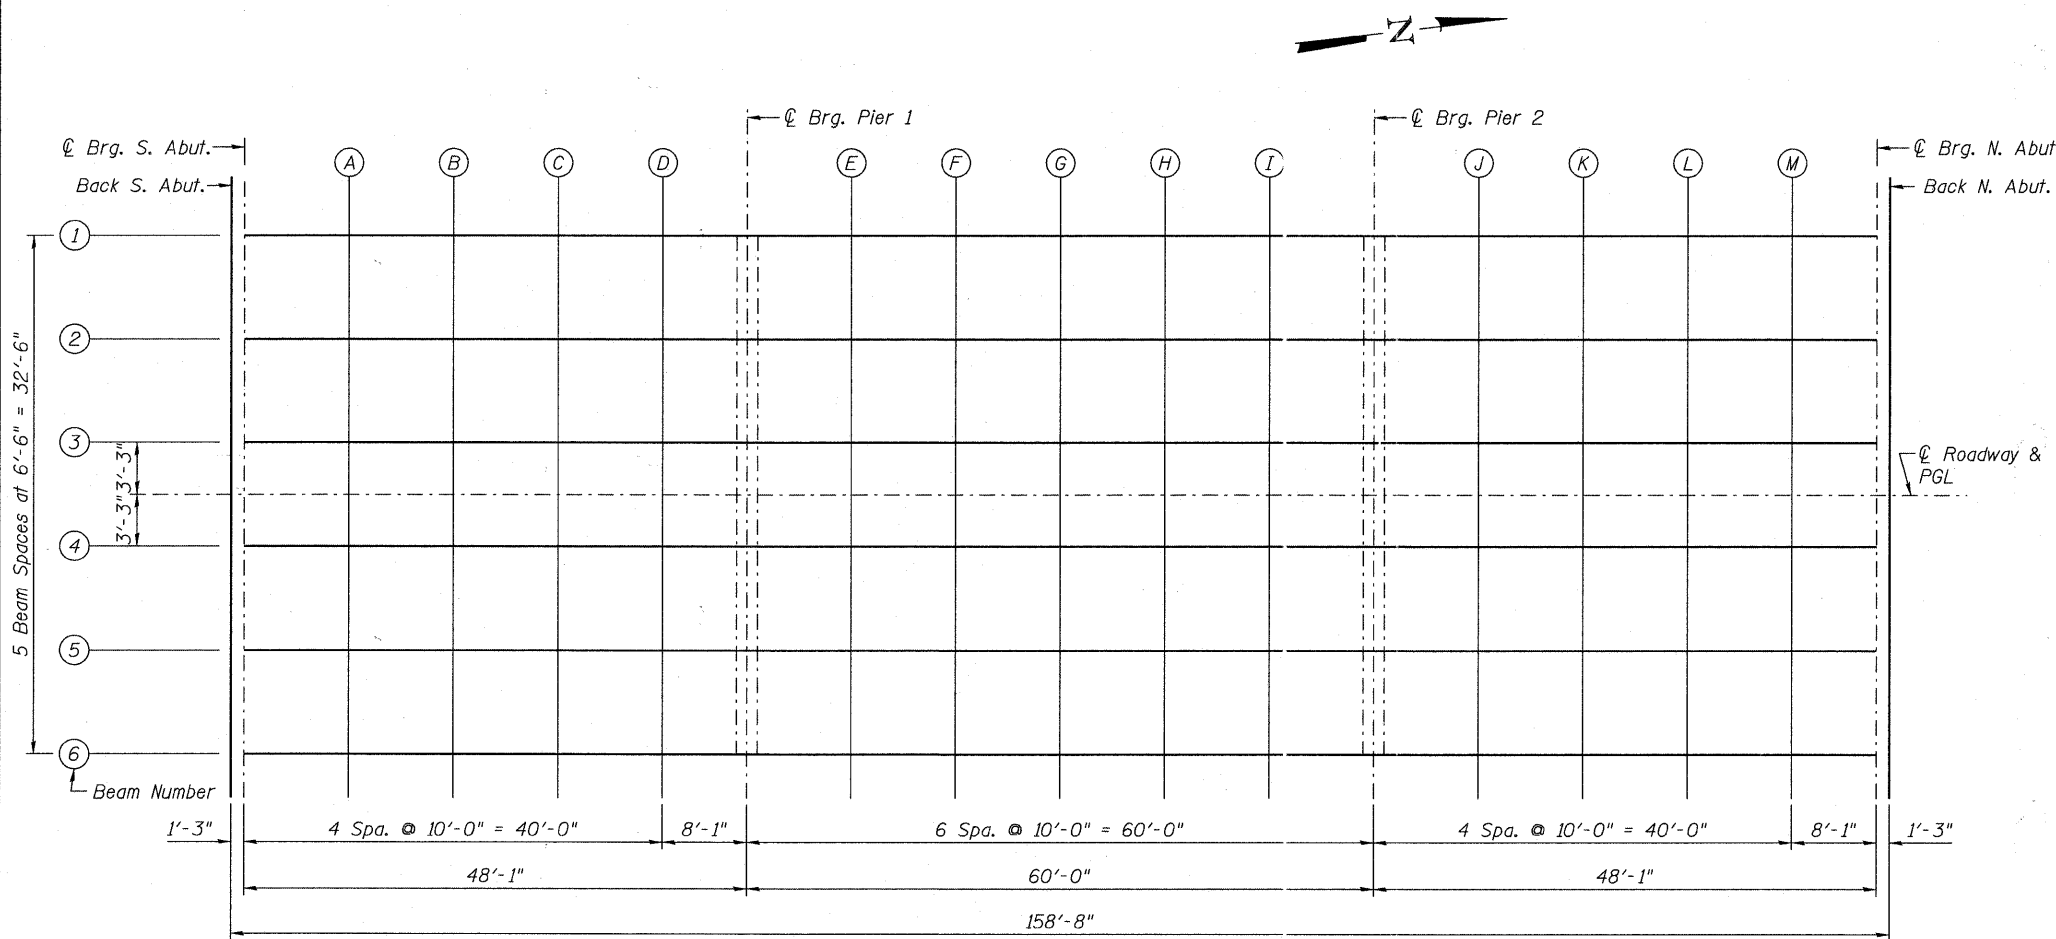 N
℄ Brg. Pier 1
℄ Brg. Pier 2
℄ Brg. S. Abut.
℄ Brg. N. Abut
A
B
C
D
E
F
G
H
I
J
K
L
M
Back S. Abut.
Back N. Abut.
1
2
3
4
5
6
5 Beam Spaces at 6'-6" = 32'-6"
3'-3"
3'-3"
℄ Roadway &
PGL
Beam Number
1'-3"
4 Spa. @ 10'-0" = 40'-0"
8'-1"
6 Spa. @ 10'-0" = 60'-0"
4 Spa. @ 10'-0" = 40'-0"
8'-1"
1'-3"
48'-1"
60'-0"
48'-1"
158'-8"